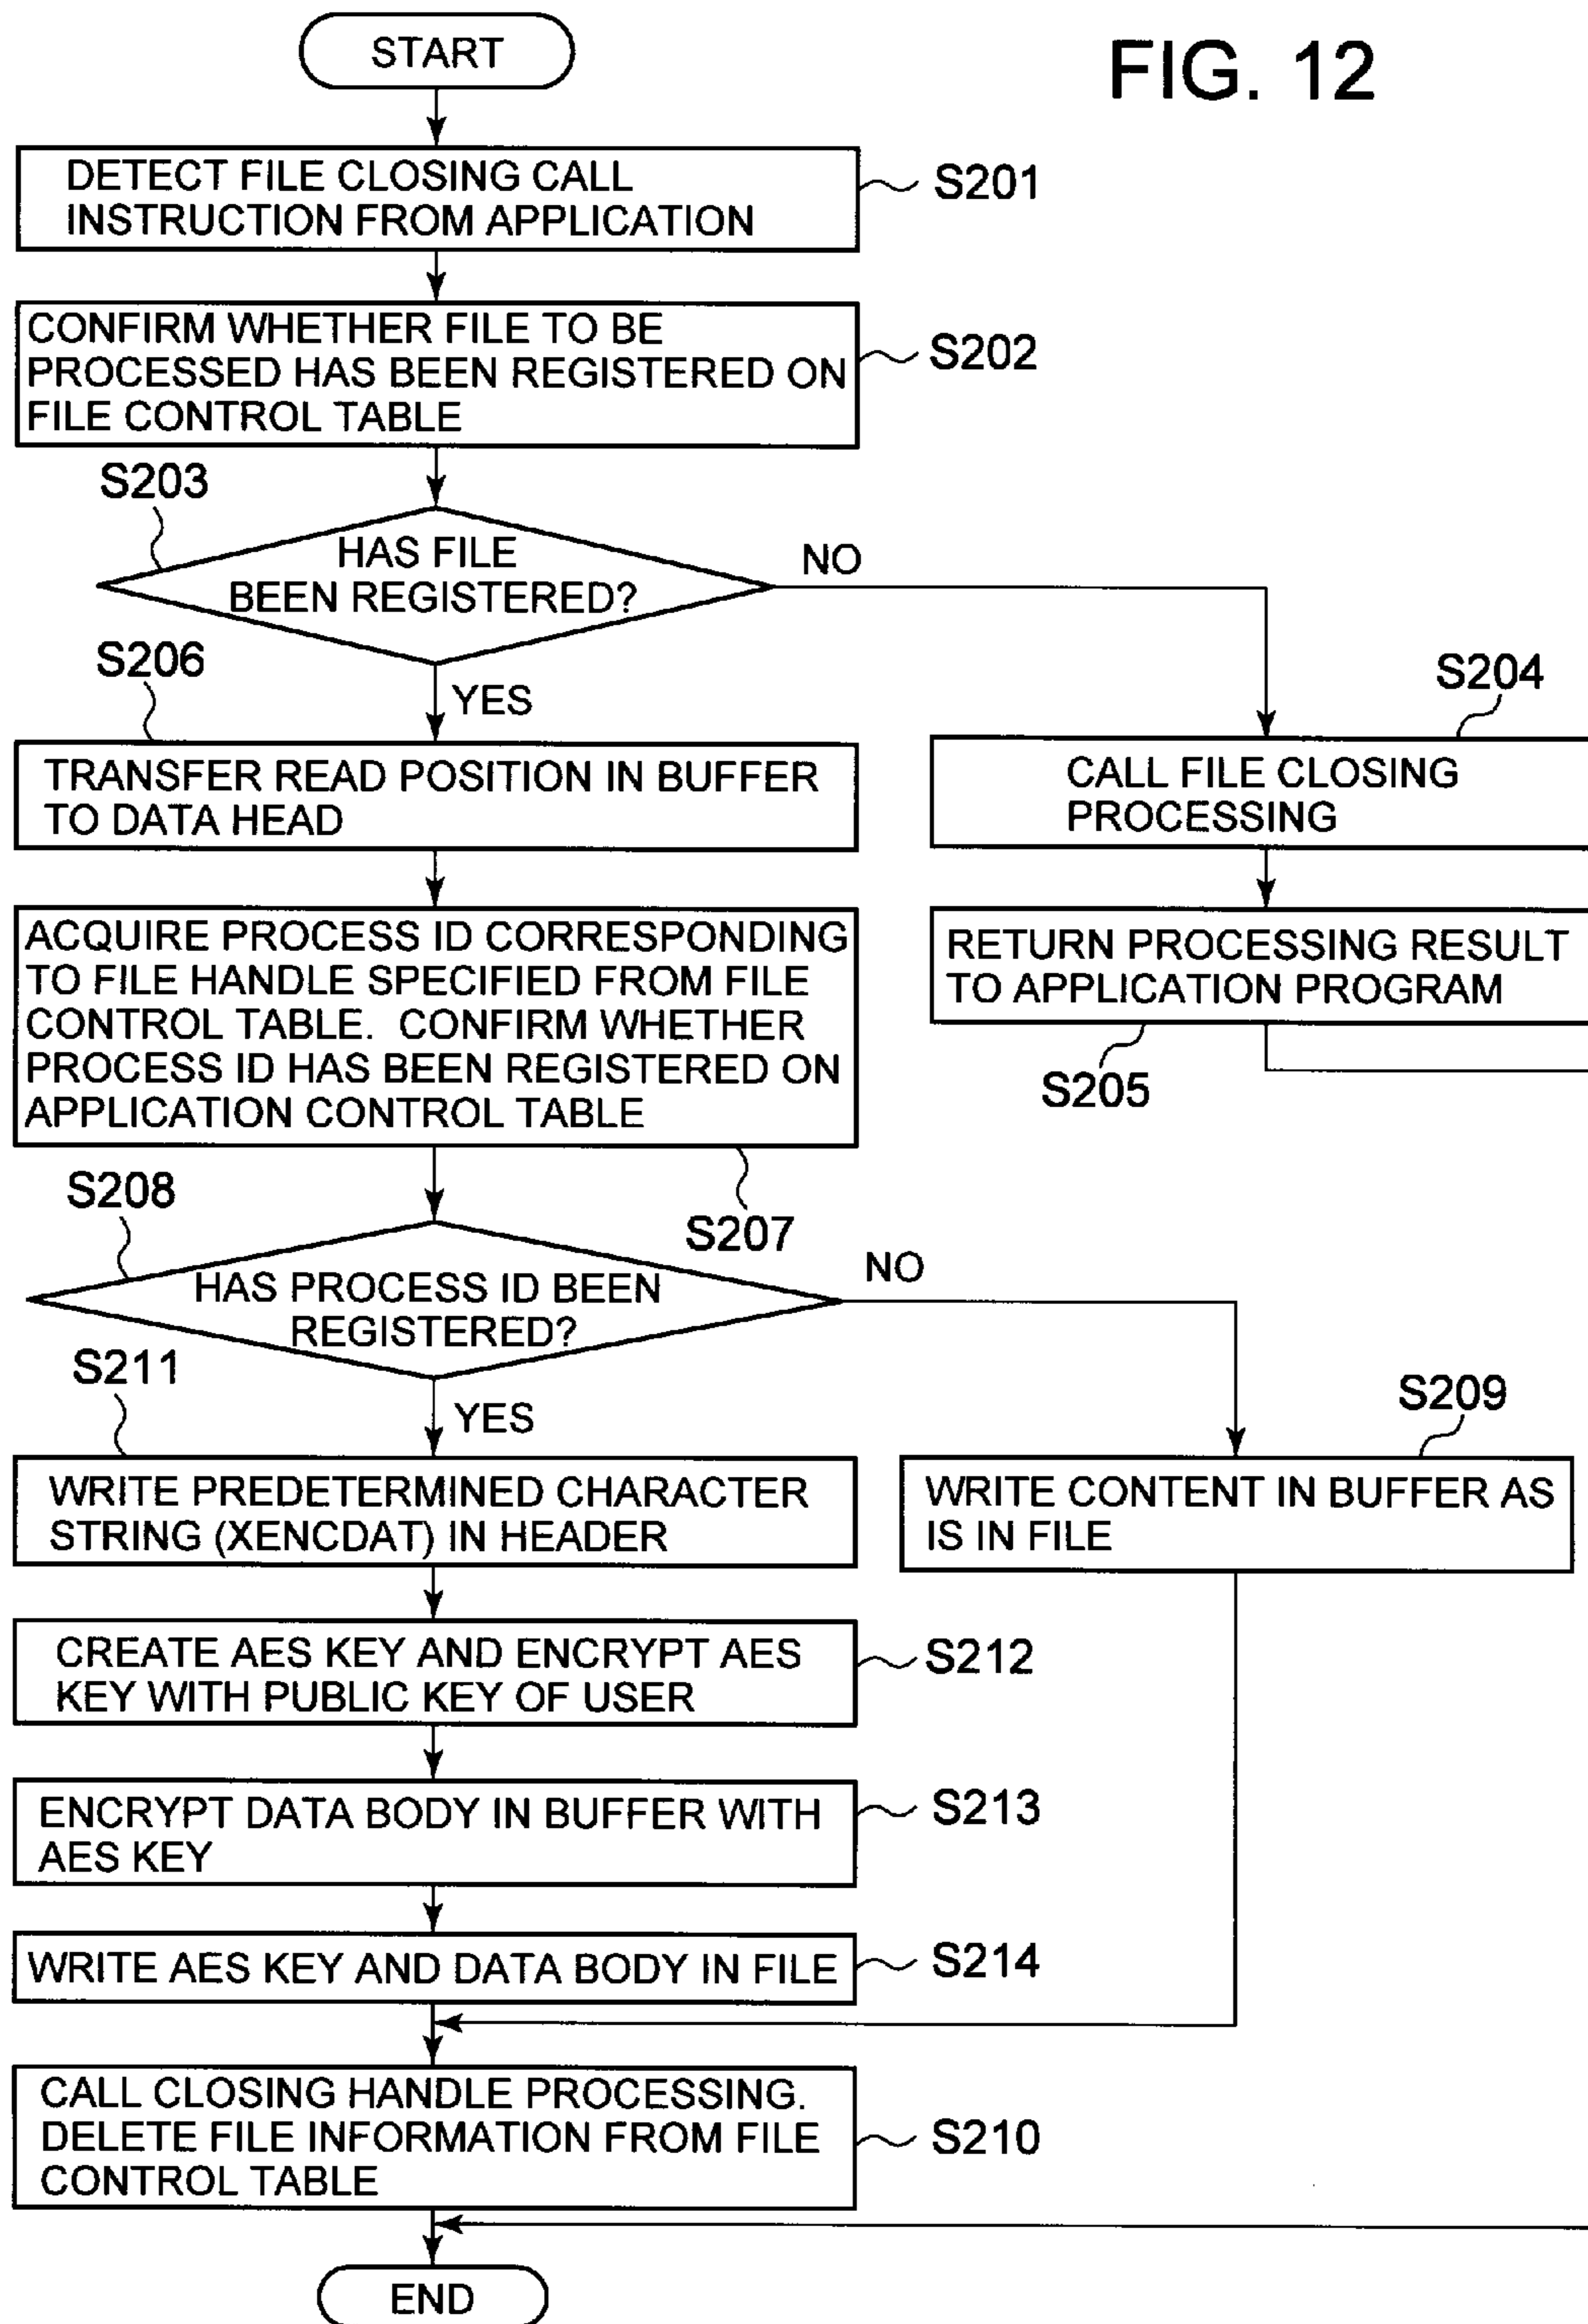 START
FIG. 12
DETECT FILE CLOSING CALL
INSTRUCTION FROM APPLICATION
S201
CONFIRM WHETHER FILE TO BE
PROCESSED HAS BEEN REGISTERED ON
FILE CONTROL TABLE
S202
S203
HAS FILE
BEEN REGISTERED?
NO
S206
YES
S204
TRANSFER READ POSITION IN BUFFER
TO DATA HEAD
CALL FILE CLOSING
PROCESSING
ACQUIRE PROCESS ID CORRESPONDING
TO FILE HANDLE SPECIFIED FROM FILE
CONTROL TABLE. CONFIRM WHETHER
PROCESS ID HAS BEEN REGISTERED ON
APPLICATION CONTROL TABLE
RETURN PROCESSING RESULT
TO APPLICATION PROGRAM
S205
S207
S208
HAS PROCESS ID BEEN
REGISTERED?
NO
S211
YES
S209
WRITE PREDETERMINED CHARACTER
STRING (XENCDAT) IN HEADER
WRITE CONTENT IN BUFFER AS
IS IN FILE
CREATE AES KEY AND ENCRYPT AES
KEY WITH PUBLIC KEY OF USER
S212
ENCRYPT DATA BODY IN BUFFER WITH
AES KEY
S213
WRITE AES KEY AND DATA BODY IN FILE
S214
CALL CLOSING HANDLE PROCESSING.
DELETE FILE INFORMATION FROM FILE
CONTROL TABLE
S210
END